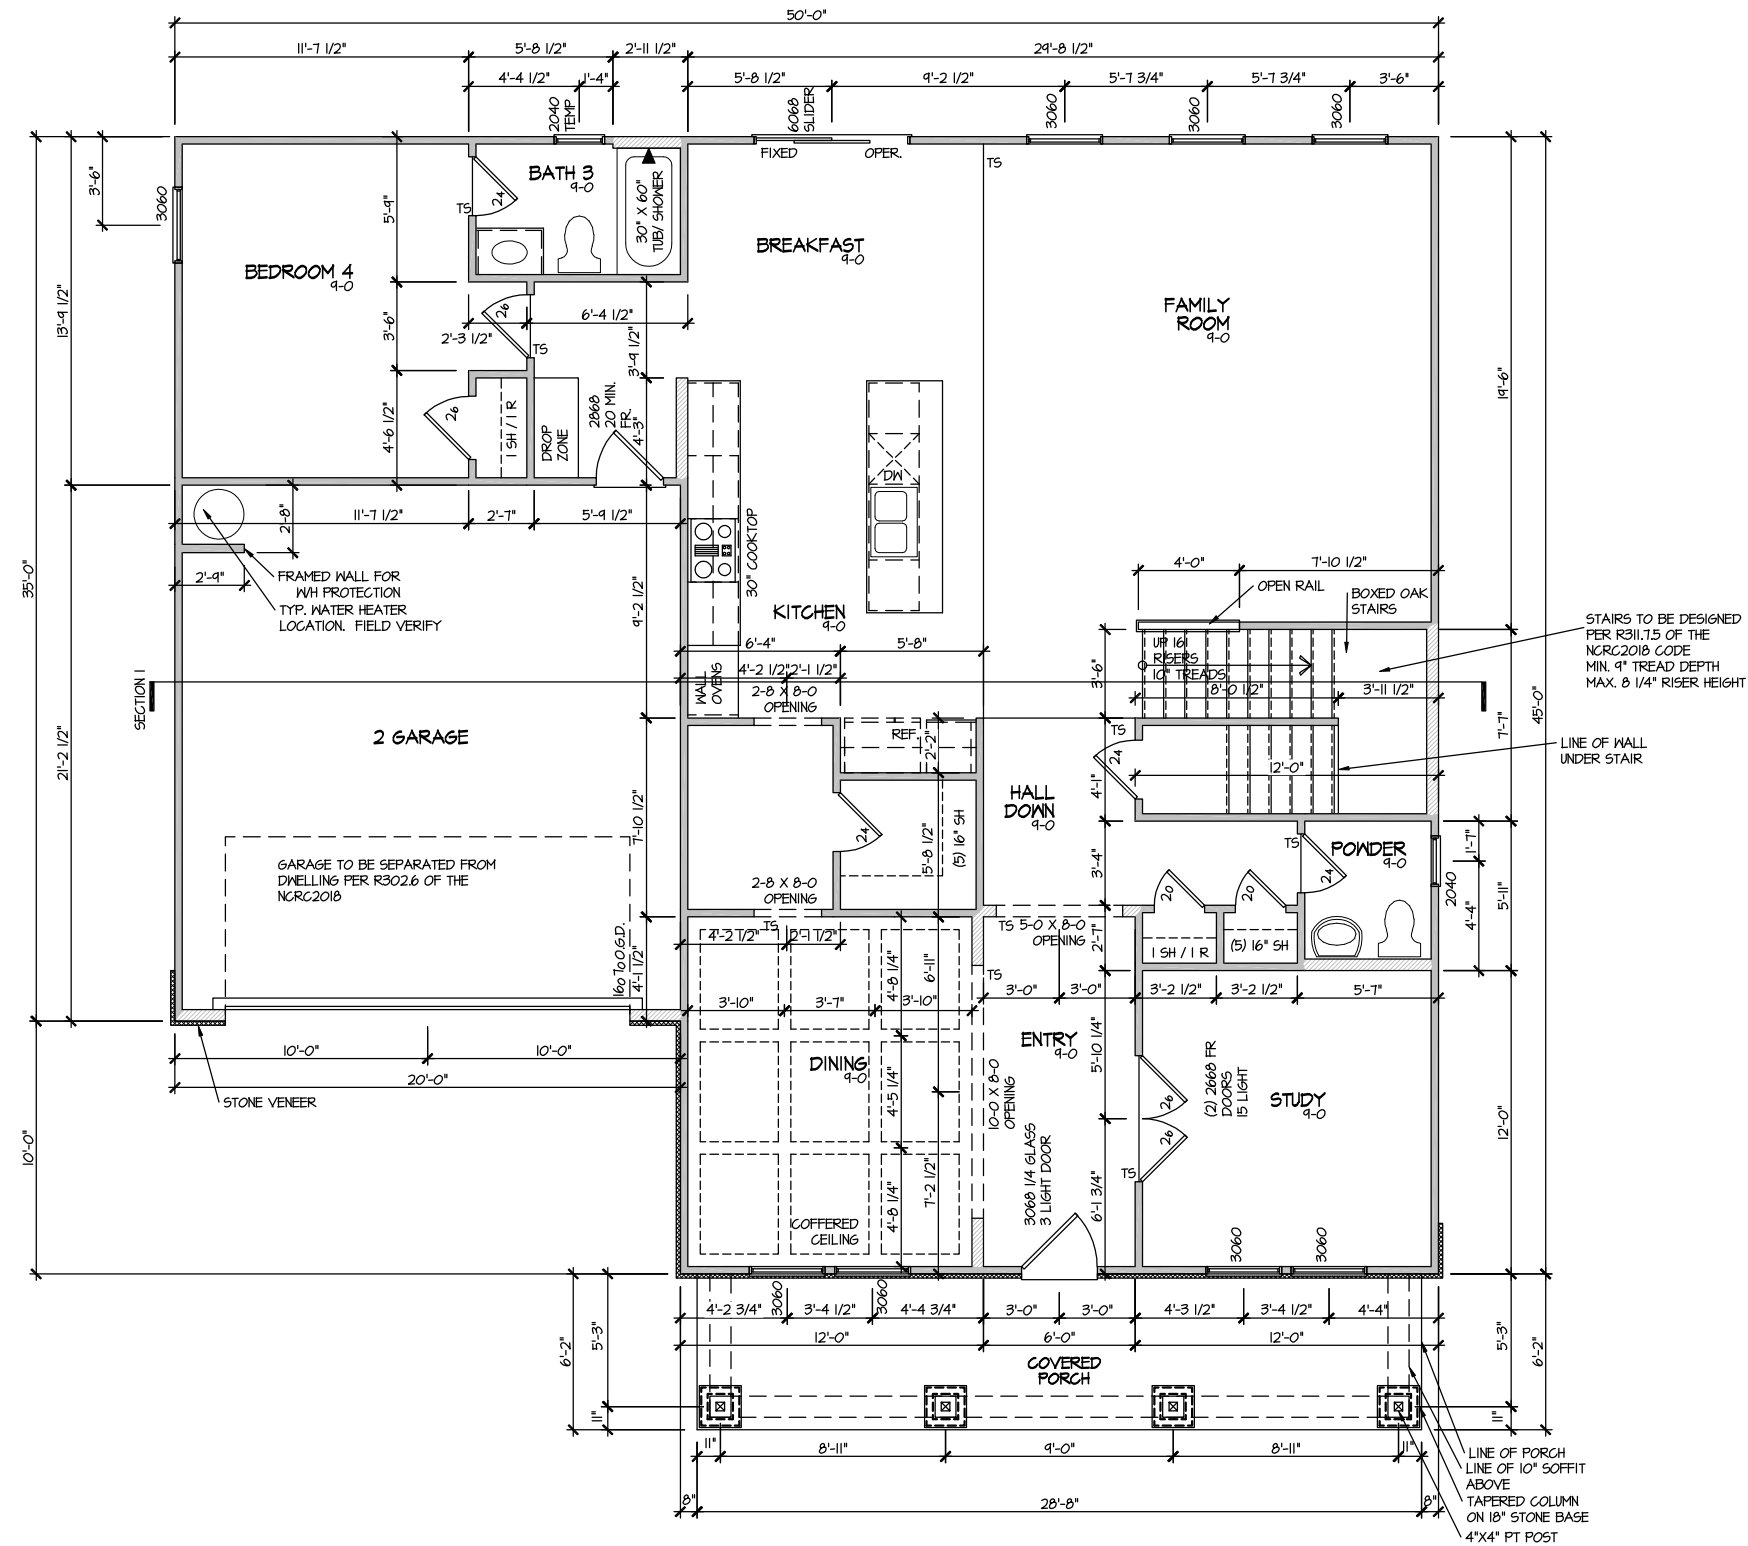 50'-0"
11'-7 1/2"
5'-8 1/2"
2'-11 1/2"
29'-8 1/2"
4'-4 1/2"
1'-4"
5'-8 1/2"
9'-2 1/2"
5'-7 3/4"
5'-7 3/4"
3'-6"
2040
TEMP
6068
SLIDER
3060
3060
3060
FIXED
OPER.
TS
3'-6"
3060
BATH 3
9-0
24
TS
5'-9"
30" X 60"
TUB/ SHOWER
BREAKFAST
9-0
BEDROOM 4
9-0
FAMILY
ROOM
9-0
13'-9 1/2"
3'-6"
26
2'-3 1/2"
6'-4 1/2"
TS
3'-9 1/2"
19'-6"
4'-6 1/2"
26
1 SH / 1 R
DROP
ZONE
2868
20 MIN.
FR.
4'-3"
DW
11'-7 1/2"
2'-7"
5'-9 1/2"
2'-8"
30" COOKTOP
35'-0"
2'-9"
FRAMED WALL FOR
W/H PROTECTION
TYP. WATER HEATER
LOCATION. FIELD VERIFY
9'-2 1/2"
KITCHEN
9-0
4'-0"
7'-10 1/2"
OPEN RAIL
BOXED OAK
STAIRS
STAIRS TO BE DESIGNED
PER R311.7.5 OF THE
NCRC2018 CODE
MIN. 9" TREAD DEPTH
MAX. 8 1/4" RISER HEIGHT
6'-4"
5'-8"
UP 16
RISERS
10" TREADS
3'-6"
8'-0 1/2"
3'-11 1/2"
4'-2 1/2"
2'-1 1/2"
WALL
OVENS
2-8 X 8-0
OPENING
SECTION 1
45'-0"
7'-7"
2 GARAGE
21'-2 1/2"
REF.
2'-2"
TS
24
4'-1"
12'-0"
LINE OF WALL
UNDER STAIR
HALL
DOWN
9-0
7'-10 1/2"
24
5'-8 1/2"
(5) 16" SH
3'-4"
TS
POWDER
9-0
24
1'-7"
2040
5'-11"
4'-4"
GARAGE TO BE SEPARATED FROM
DWELLING PER R302.6 OF THE
NCRC2018
2-8 X 8-0
OPENING
20
20
TS
TS
5-0 X 8-0
OPENING
2'-7"
1 SH / 1 R
(5) 16" SH
4'-2 1/2"
2'-1 1/2"
16070 O.G.D.
4'-1 1/2"
4'-8 1/4"
6'-11"
TS
3'-10"
3'-7"
3'-10"
3'-0"
3'-0"
3'-2 1/2"
3'-2 1/2"
5'-7"
ENTRY
9-0
5'-10 1/4"
10'-0"
10'-0"
20'-0"
STONE VENEER
DINING
9-0
4'-5 1/4"
10-0 X 8-0
OPENING
26
26
(2) 2668 FR
DOORS
15 LIGHT
STUDY
9-0
12'-0"
10'-0"
TS
7'-2 1/2"
4'-8 1/4"
3068 1/4 GLASS
3 LIGHT DOOR
6'-1 3/4"
COFFERED
CEILING
3060
3060
3060
3060
4'-2 3/4"
3'-4 1/2"
4'-4 3/4"
3'-0"
3'-0"
4'-3 1/2"
3'-4 1/2"
4'-4"
12'-0"
6'-0"
12'-0"
6'-2"
5'-3"
5'-3"
6'-2"
COVERED
PORCH
11"
11"
11"
8'-11"
9'-0"
8'-11"
11"
8"
28'-8"
8"
LINE OF PORCH
LINE OF 10" SOFFIT
ABOVE
TAPERED COLUMN
ON 18" STONE BASE
4"X4" PT POST